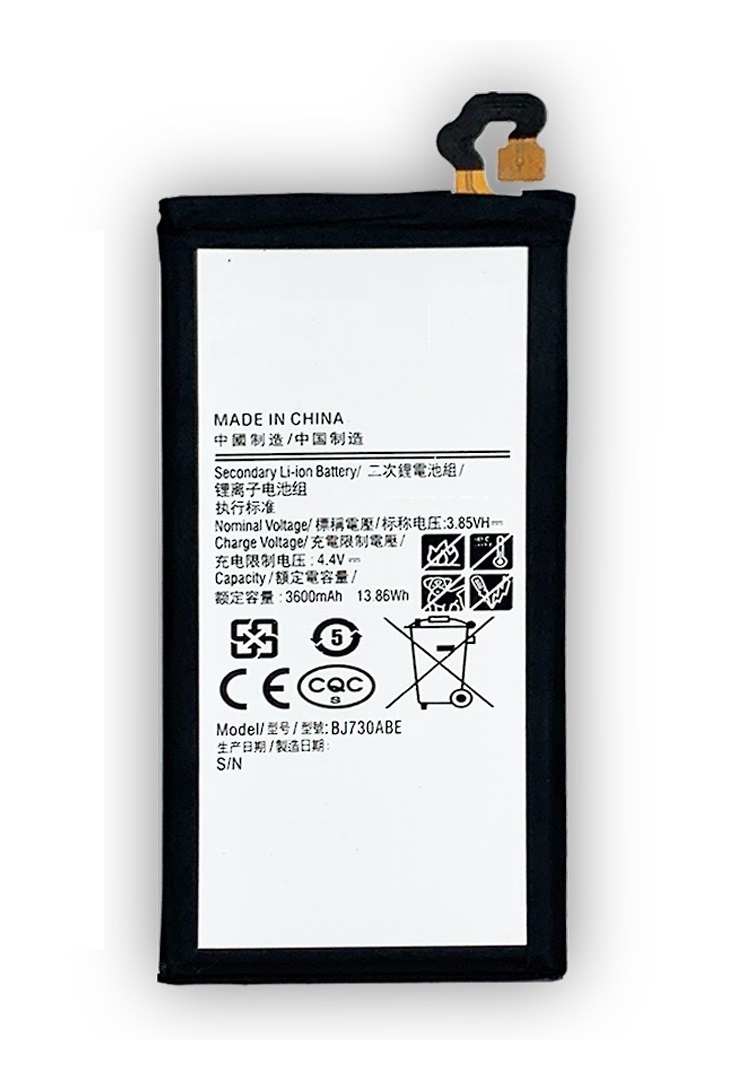 MADE IN CHINA
中國制造/中国制造
Secondary Li-ion Battery/ 二次鋰電池組/
锂离子电池组
执行标准
Nominal Voltage/標稱電壓/标称电压:3.85VH⎓
Charge Voltage/充電限制電壓/
充电限制电压:4.4V⎓
Capacity/額定電容量/
额定容量:3600mAh 13.86Wh
5
CE CQC
S
Model/型号/型號:BJ730ABE
生产日期/製造日期:
S/N